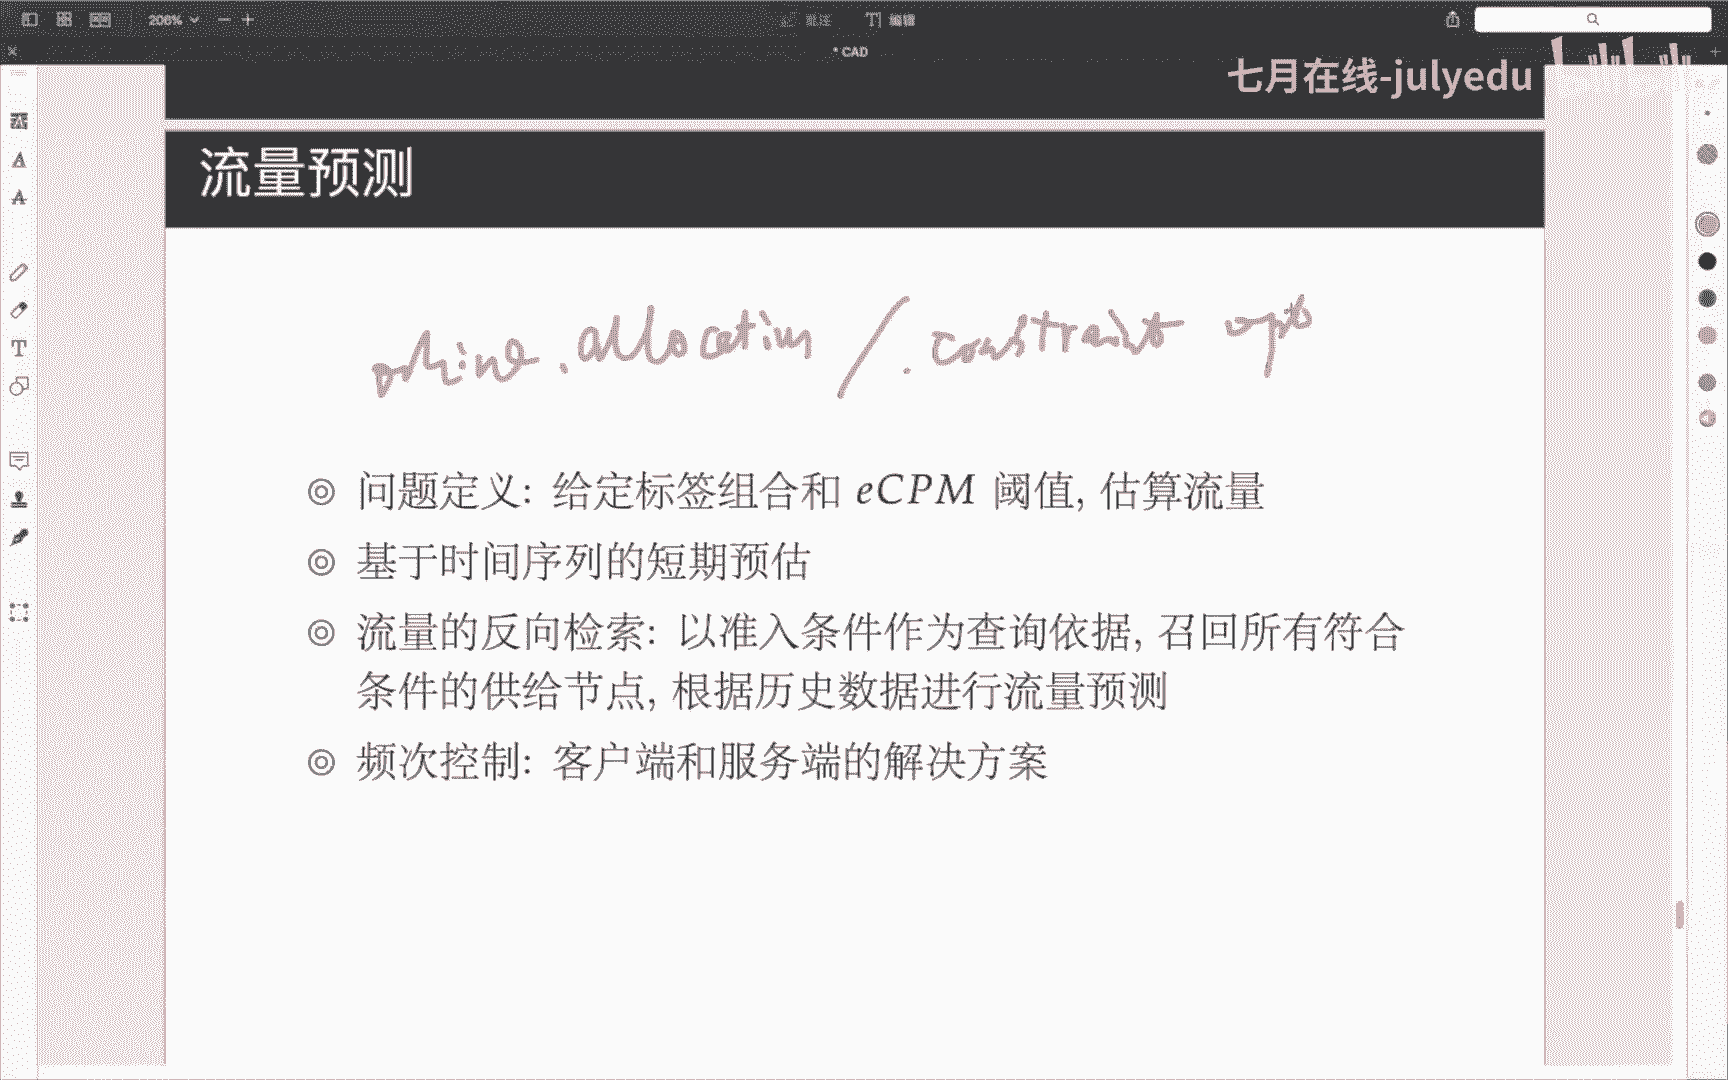 206%
批注
编辑
CAD
七月在线-julyedu
流量预测
online allocation / constraint opt
问题定义: 给定标签组合和 eCPM 阈值, 估算流量
基于时间序列的短期预估
流量的反向检索: 以准入条件作为查询依据, 召回所有符合
条件的供给节点, 根据历史数据进行流量预测
频次控制: 客户端和服务端的解决方案